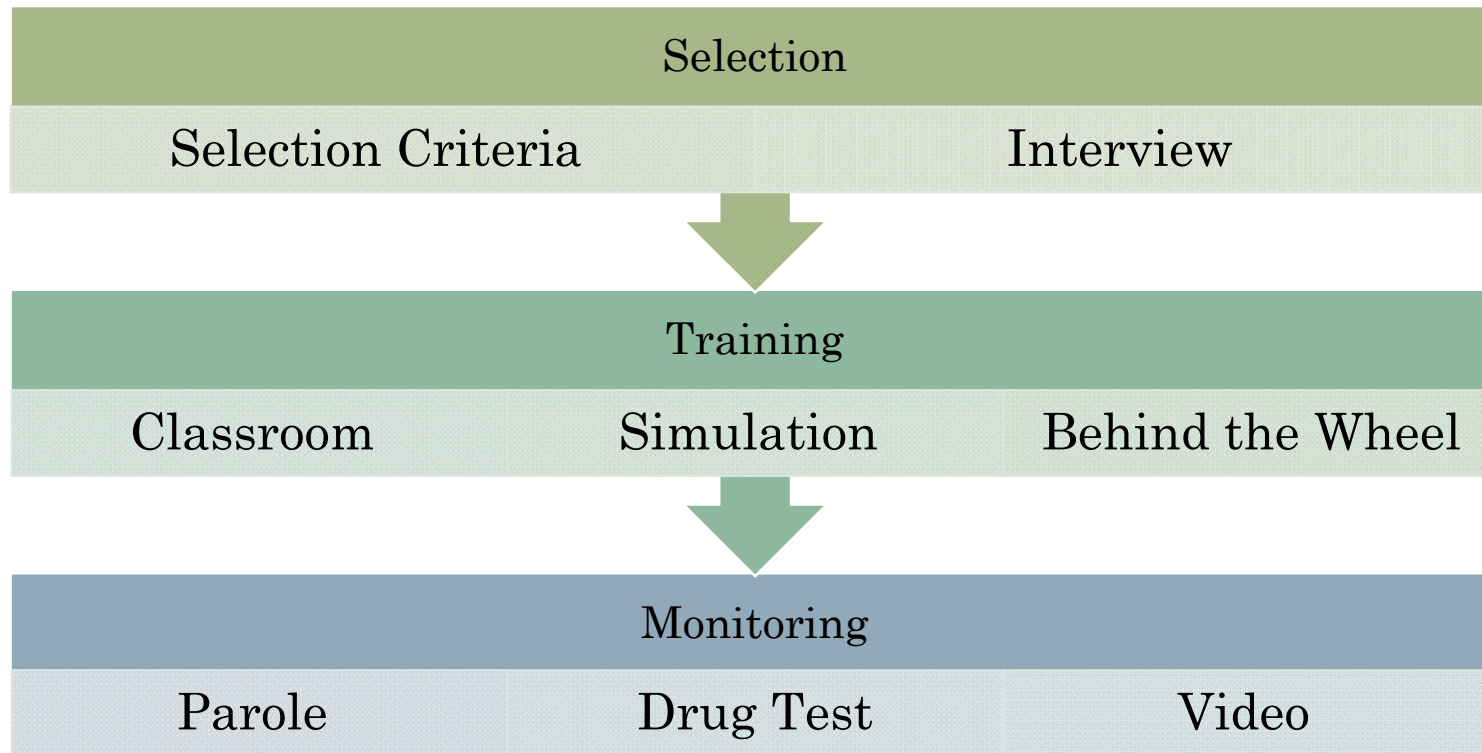 Selection
Selection Criteria Interview
Training
Classroom Simulation Behind the Wheel
Monitoring
Parole Drug Test Video